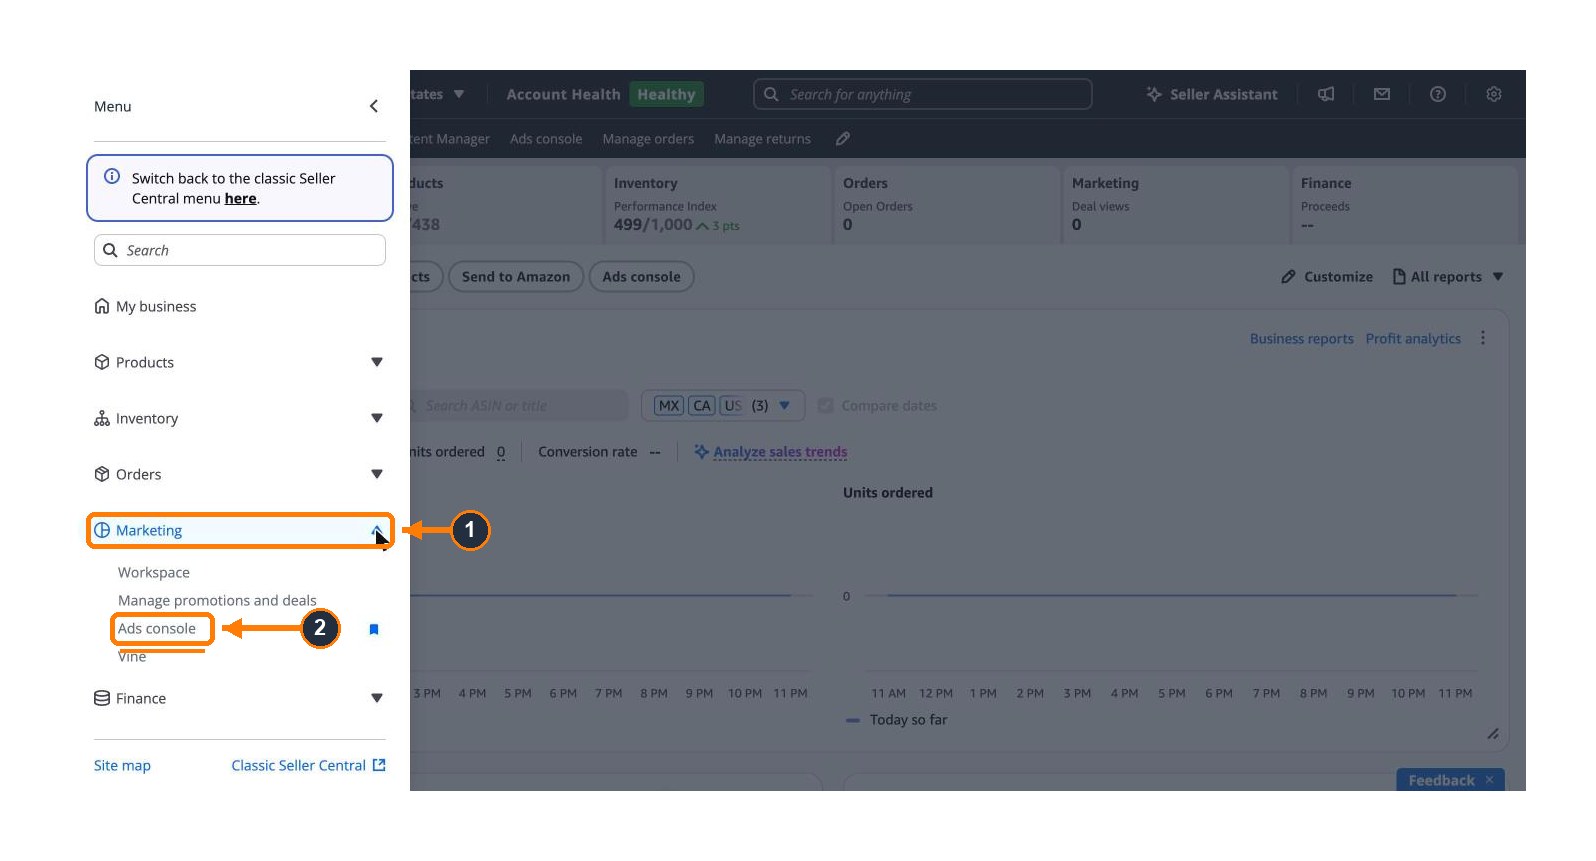 Menu
Switch back to the classic Seller
Central menu here.
Search
My business
Products
Inventory
Orders
Marketing
1
Workspace
Manage promotions and deals
Ads console
2
Vine
Finance
Site map
Classic Seller Central
Account Health Healthy
Search for anything
Seller Assistant
Manager Ads console Manage orders Manage returns
Inventory
Performance Index
499/1,000 3 pts
Orders
Open Orders
0
Marketing
Deal views
0
Finance
Proceeds
--
438
Send to Amazon
Ads console
Customize
All reports
Business reports Profit analytics
Search ASIN or title
MX CA US (3)
Compare dates
ordered 0
Conversion rate --
Analyze sales trends
Units ordered
0
3 PM 4 PM 5 PM 6 PM 7 PM 8 PM 9 PM 10 PM 11 PM
11 AM 12 PM 1 PM 2 PM 3 PM 4 PM 5 PM 6 PM 7 PM 8 PM 9 PM 10 PM 11 PM
Today so far
Feedback ×